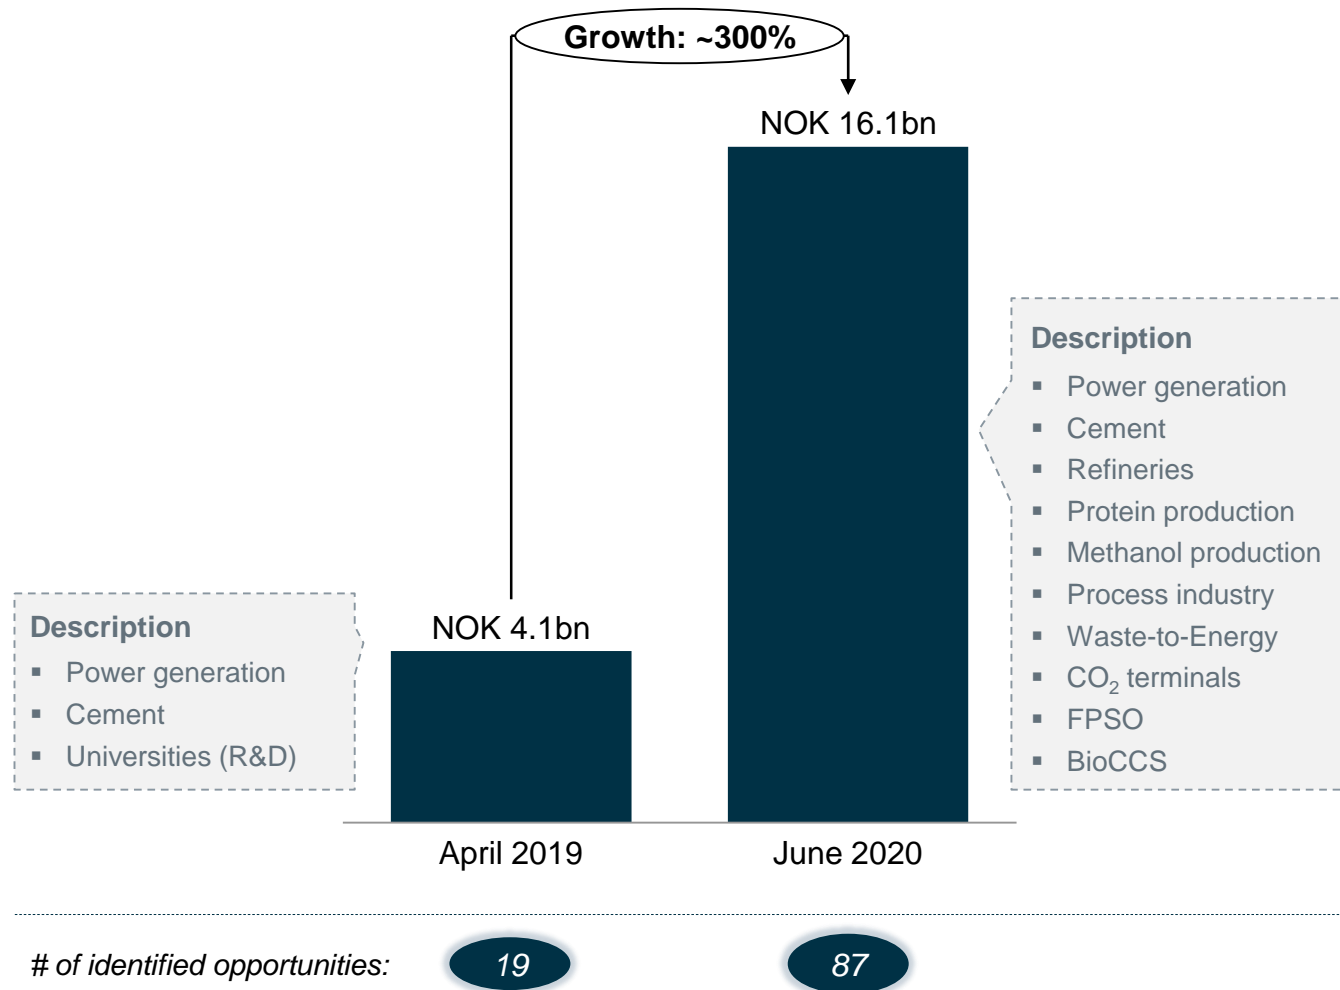 Growth: ~300%
NOK 16.1bn
NOK 4.1bn
Description
▪ Power generation
▪ Cement
▪ Universities (R&D)
Description
▪ Power generation
▪ Cement
▪ Refineries
▪ Protein production
▪ Methanol production
▪ Process industry
▪ Waste-to-Energy
▪ CO₂ terminals
▪ FPSO
▪ BioCCS
April 2019 June 2020
# of identified opportunities: 19 87